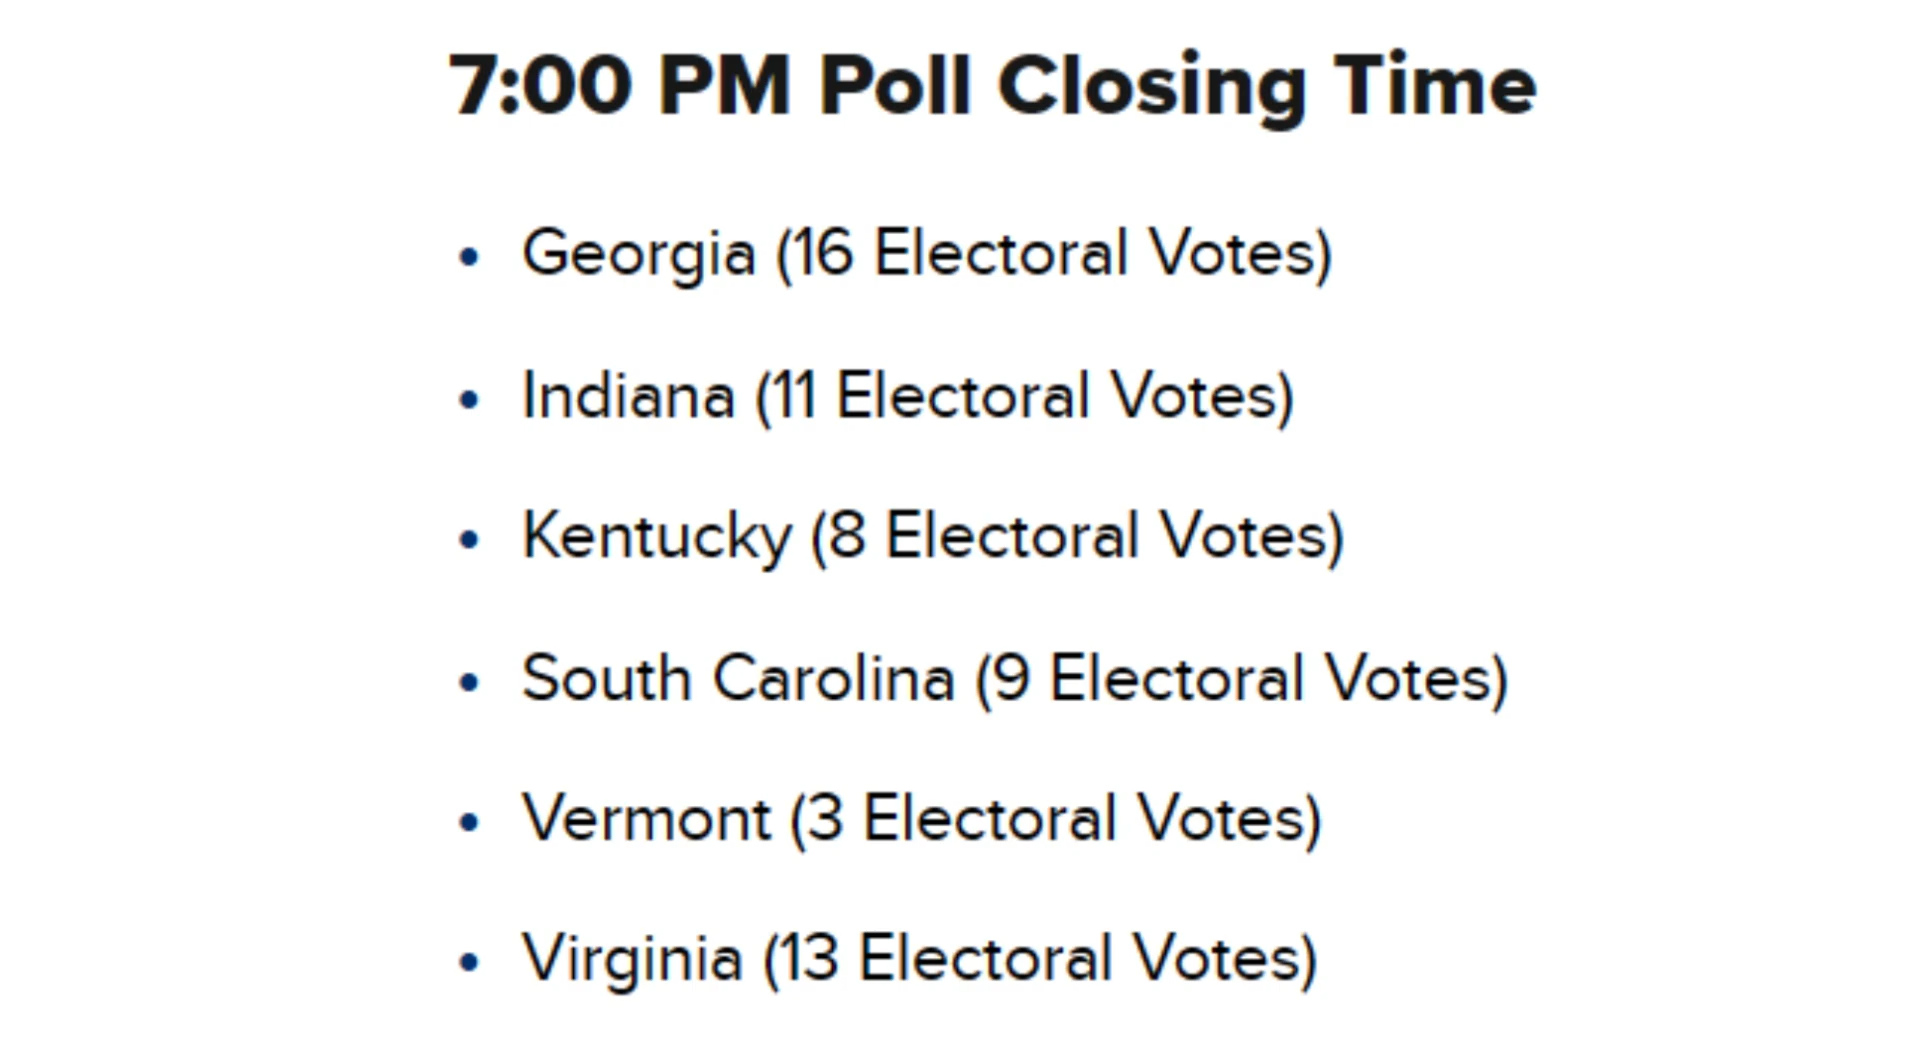 7:00 PM Poll Closing Time
• Georgia (16 Electoral Votes)
• Indiana (11 Electoral Votes)
• Kentucky (8 Electoral Votes)
• South Carolina (9 Electoral Votes)
• Vermont (3 Electoral Votes)
• Virginia (13 Electoral Votes)